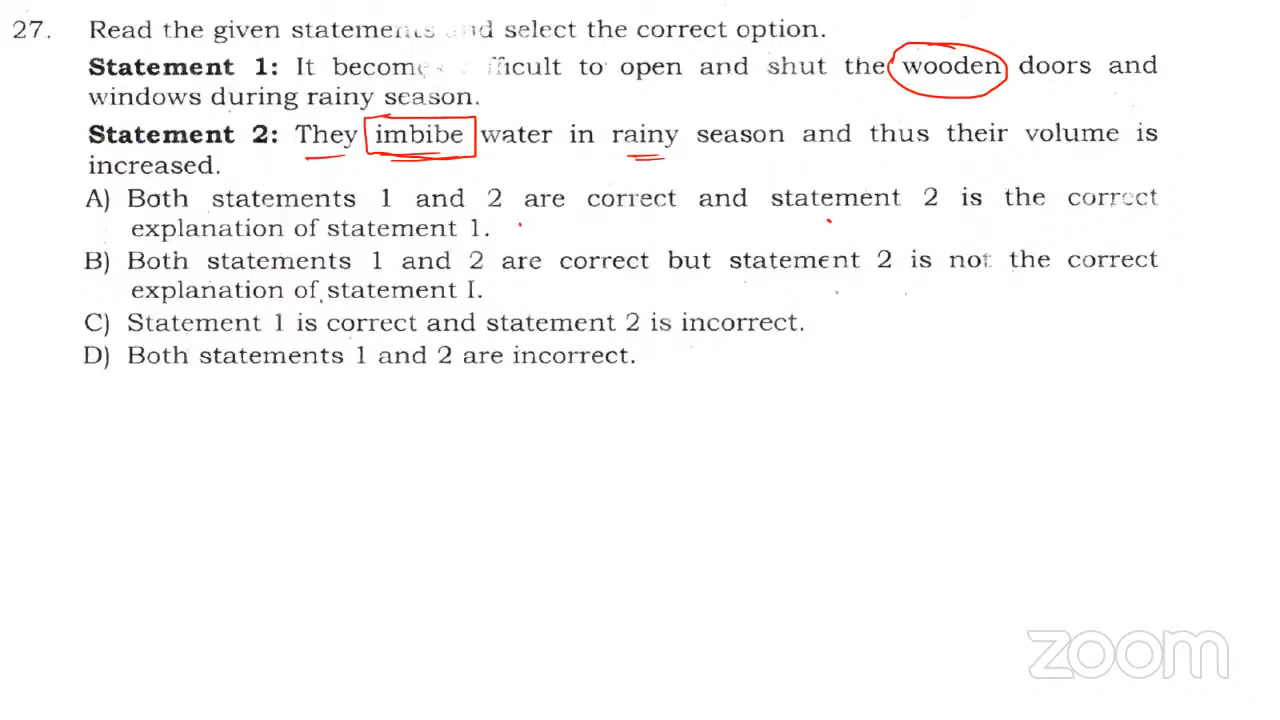 27. Read the given statements and select the correct option.
Statement 1: It becomes difficult to open and shut the wooden doors and
windows during rainy season.
Statement 2: They imbibe water in rainy season and thus their volume is
increased.
A) Both statements 1 and 2 are correct and statement 2 is the correct
explanation of statement 1.
B) Both statements 1 and 2 are correct but statement 2 is not the correct
explanation of statement I.
C) Statement 1 is correct and statement 2 is incorrect.
D) Both statements 1 and 2 are incorrect.
zoom